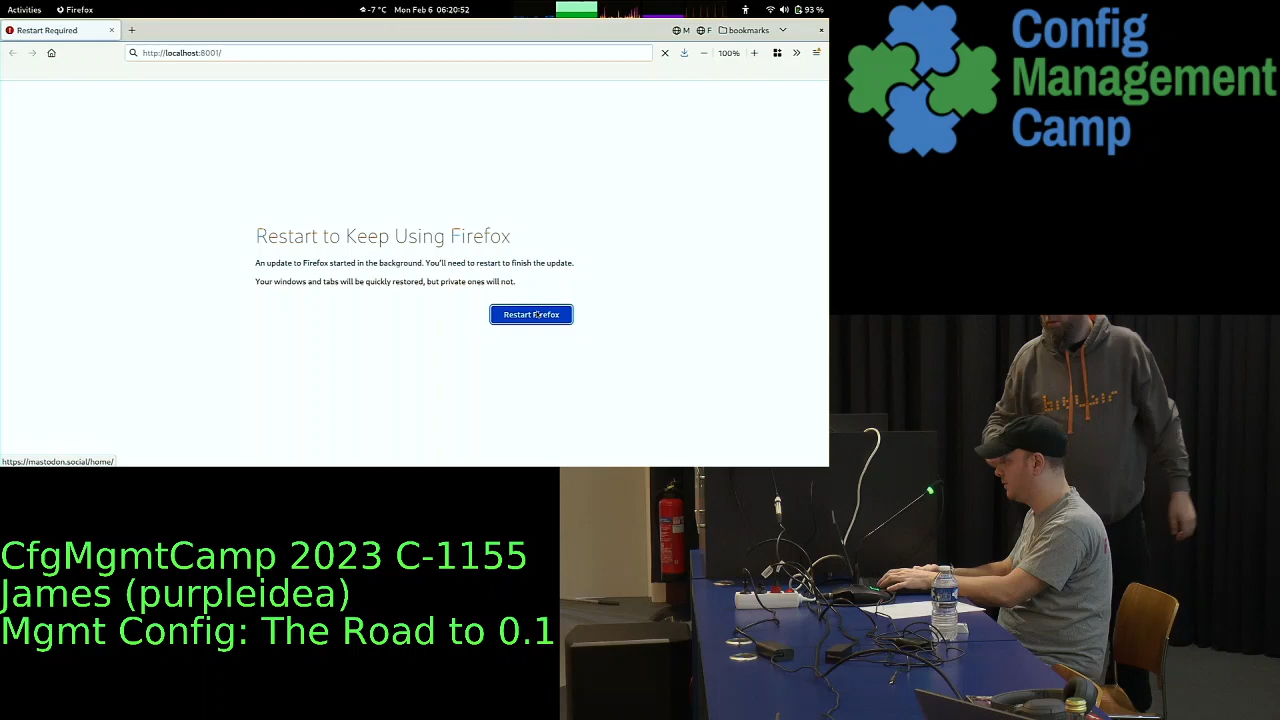 Activities
Firefox
-7 °C
Mon Feb 6 06:20:52
93 %
Restart Required
M
F
bookmarks
http://localhost:8001/
100%
Restart to Keep Using Firefox
An update to Firefox started in the background. You'll need to restart to finish the update.
Your windows and tabs will be quickly restored, but private ones will not.
Restart Firefox
https://mastodon.social/home/
Config
Management
Camp
CfgMgmtCamp 2023 C-1155
James (purpleidea)
Mgmt Config: The Road to 0.1